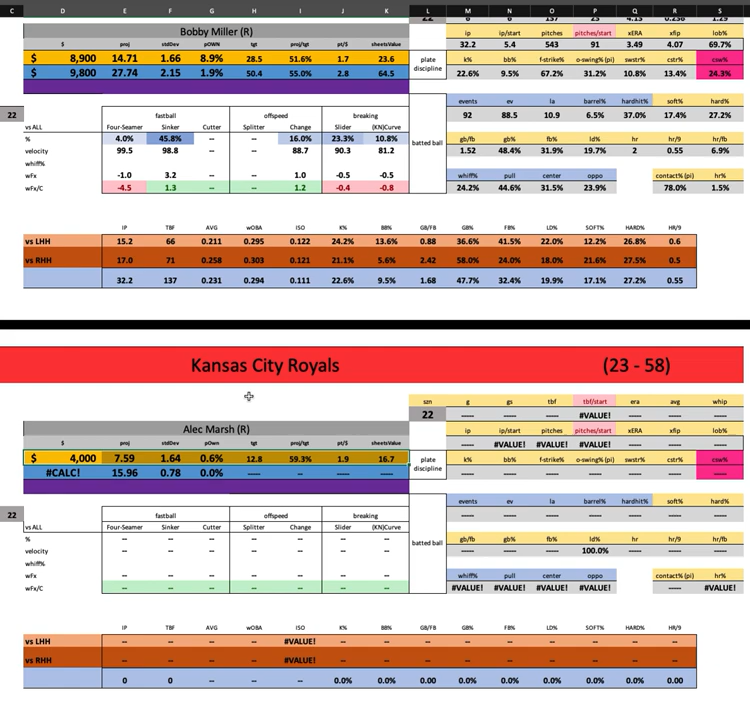 C D E F G H I J K L M N O P Q R S
22 6 6 137 23 4.13 0.236 1.29
Bobby Miller (R) ip ip/start pitches pitches/start xERA xfip lob%
$ proj stdDev pOWN tgt proj/tgt pt/$ sheetsValue 32.2 5.4 543 91 3.49 4.07 69.7%
$ 8,900 14.71 1.66 8.9% 28.5 51.6% 1.7 23.6 plate discipline k% bb% f-strike% o-swing% (pi) swstr% cstr% csw%
$ 9,800 27.74 2.15 1.9% 50.4 55.0% 2.8 64.5 22.6% 9.5% 67.2% 31.2% 10.8% 13.4% 24.3%
events ev la barrel% hardhit% soft% hard%
22 fastball offspeed breaking 92 88.5 10.9 6.5% 37.0% 17.4% 27.2%
vs ALL Four-Seamer Sinker Cutter Splitter Change Slider (KN)Curve
% 4.0% 45.8% -- -- 16.0% 23.3% 10.8% batted ball gb/fb gb% fb% ld% hr hr/9 hr/fb
velocity 99.5 98.8 -- -- 88.7 90.3 81.2 1.52 48.4% 31.9% 19.7% 2 0.55 6.9%
whiff%
wFx -1.0 3.2 1.0 -0.5 -0.5 whiff% pull center oppo contact% (pi) hr%
wFx/C -4.5 1.3 -- -- 1.2 -0.4 -0.8 24.2% 44.6% 31.5% 23.9% 78.0% 1.5%
IP TBF AVG wOBA ISO K% BB% GB/FB GB% FB% LD% SOFT% HARD% HR/9
vs LHH 15.2 66 0.211 0.295 0.122 24.2% 13.6% 0.88 36.6% 41.5% 22.0% 12.2% 26.8% 0.6
vs RHH 17.0 71 0.258 0.303 0.121 21.1% 5.6% 2.42 58.0% 24.0% 18.0% 21.6% 27.5% 0.5
32.2 137 0.231 0.294 0.111 22.6% 9.5% 1.68 47.7% 32.4% 19.9% 17.1% 27.2% 0.55
Kansas City Royals (23 - 58)
szn g gs tbf tbf/start era avg whip
22 ----- ----- ----- #VALUE! ----- ----- -----
Alec Marsh (R) ip ip/start pitches pitches/start xERA xfip lob%
$ proj stdDev pOwn tgt proj/tgt pt/$ sheetsValue ----- #VALUE! #VALUE! #VALUE! ----- ----- -----
$ 4,000 7.59 1.64 0.6% 12.8 59.3% 1.9 16.7 plate discipline k% bb% f-strike% o-swing% (pi) swstr% cstr% csw%
#CALC! 15.96 0.78 0.0% ----- ----- -- ----- ----- ----- ----- ----- ----- ----- -----
events ev la barrel% hardhit% soft% hard%
22 fastball offspeed breaking ----- ----- ----- ----- ----- ----- -----
vs ALL Four-Seamer Sinker Cutter Splitter Change Slider (KN)Curve
% -- -- -- -- -- -- -- batted ball gb/fb gb% fb% ld% hr hr/9 hr/fb
velocity -- -- -- -- -- -- -- ----- ----- ----- 100.0% ----- ----- -----
whiff%
wFx -- -- -- -- -- -- -- whiff% pull center oppo contact% (pi) hr%
wFx/C -- -- -- -- -- -- -- #VALUE! #VALUE! #VALUE! #VALUE! ----- #VALUE!
IP TBF AVG wOBA ISO K% BB% GB/FB GB% FB% LD% SOFT% HARD% HR/9
vs LHH -- -- -- -- #VALUE! -- -- -- -- -- -- -- -- --
vs RHH -- -- -- -- #VALUE! -- -- -- -- -- -- -- -- --
0 0 -- -- -- 0.0% 0.0% 0.00 0.0% 0.0% 0.0% 0.0% 0.0% 0.00